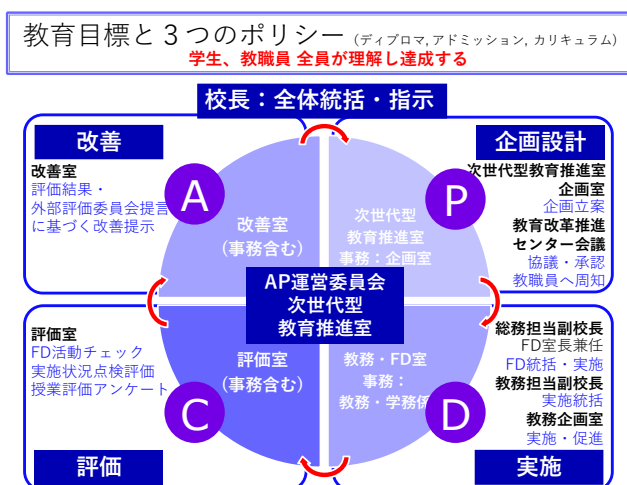 教育目標と３つのポリシー (ディプロマ,アドミッション,カリキュラム)
学生、教職員 全員が理解し達成する
校長：全体統括・指示
改善
改善室
評価結果・
外部評価委員会提言
に基づく改善提示
A
改善室
(事務含む)
企画設計
次世代型教育推進室
企画室
企画立案
教育改革推進
センター会議
協議・承認
教職員へ周知
P
次世代型
教育推進室
事務：企画室
AP運営委員会
次世代型
教育推進室
評価室
FD活動チェック
実施状況点検評価
授業評価アンケート
C
評価室
(事務含む)
評価
教務・FD室
事務：
教務・学務係
D
総務担当副校長
FD室長兼任
FD統括・実施
教務担当副校長
実施統括
教務企画室
実施・促進
実施